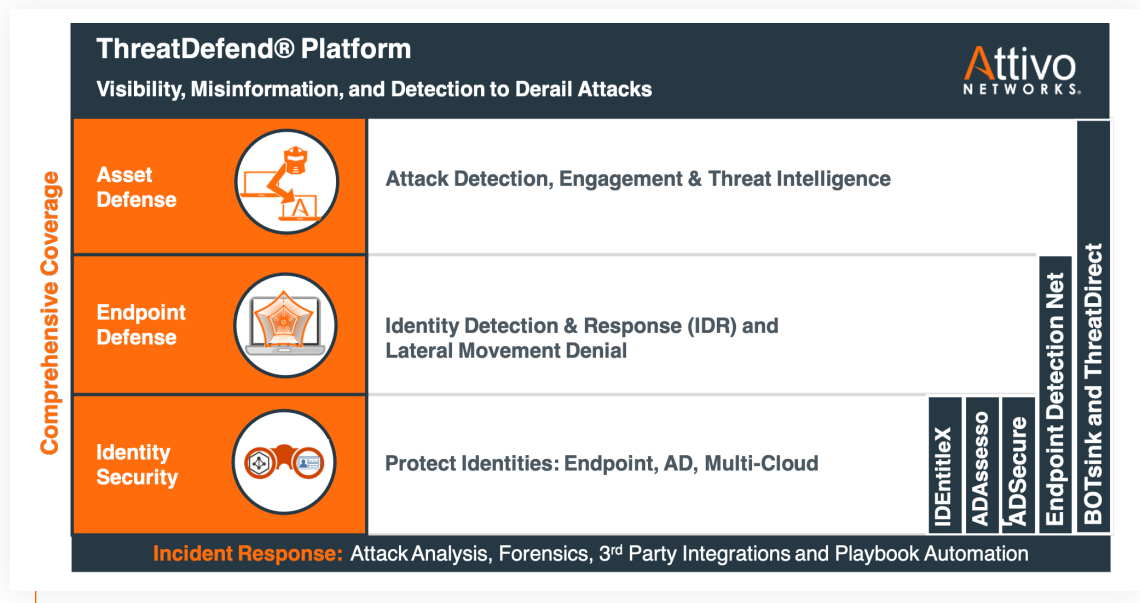 ThreatDefend® Platform
Visibility, Misinformation, and Detection to Derail Attacks
Attivo
NETWORKS.
Comprehensive Coverage
Asset
Defense
Attack Detection, Engagement & Threat Intelligence
Endpoint
Defense
Identity Detection & Response (IDR) and
Lateral Movement Denial
Identity
Security
Protect Identities: Endpoint, AD, Multi-Cloud
IDEntitleX
ADAssesso
ADSecure
Endpoint Detection Net
BOTsink and ThreatDirect
Incident Response: Attack Analysis, Forensics, 3rd Party Integrations and Playbook Automation